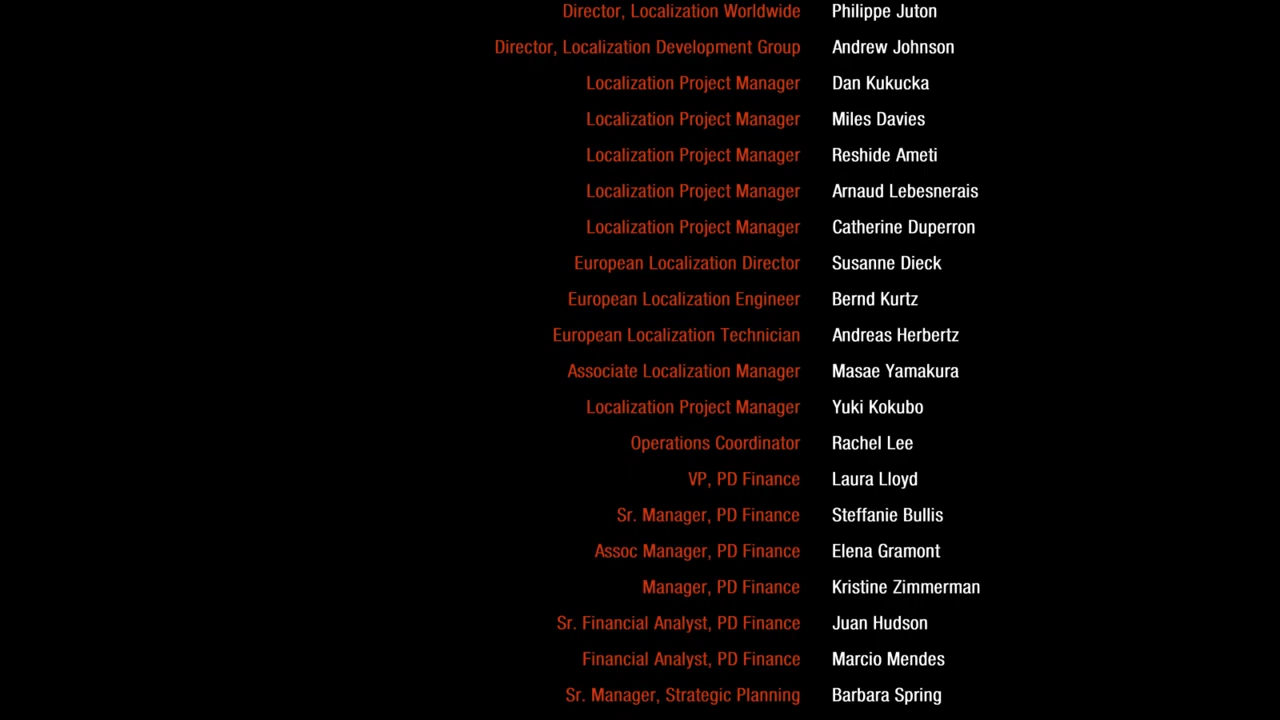 Director, Localization Worldwide Philippe Juton
Director, Localization Development Group Andrew Johnson
Localization Project Manager Dan Kukucka
Localization Project Manager Miles Davies
Localization Project Manager Reshide Ameti
Localization Project Manager Arnaud Lebesnerais
Localization Project Manager Catherine Duperron
European Localization Director Susanne Dieck
European Localization Engineer Bernd Kurtz
European Localization Technician Andreas Herbertz
Associate Localization Manager Masae Yamakura
Localization Project Manager Yuki Kokubo
Operations Coordinator Rachel Lee
VP, PD Finance Laura Lloyd
Sr. Manager, PD Finance Steffanie Bullis
Assoc Manager, PD Finance Elena Gramont
Manager, PD Finance Kristine Zimmerman
Sr. Financial Analyst, PD Finance Juan Hudson
Financial Analyst, PD Finance Marcio Mendes
Sr. Manager, Strategic Planning Barbara Spring